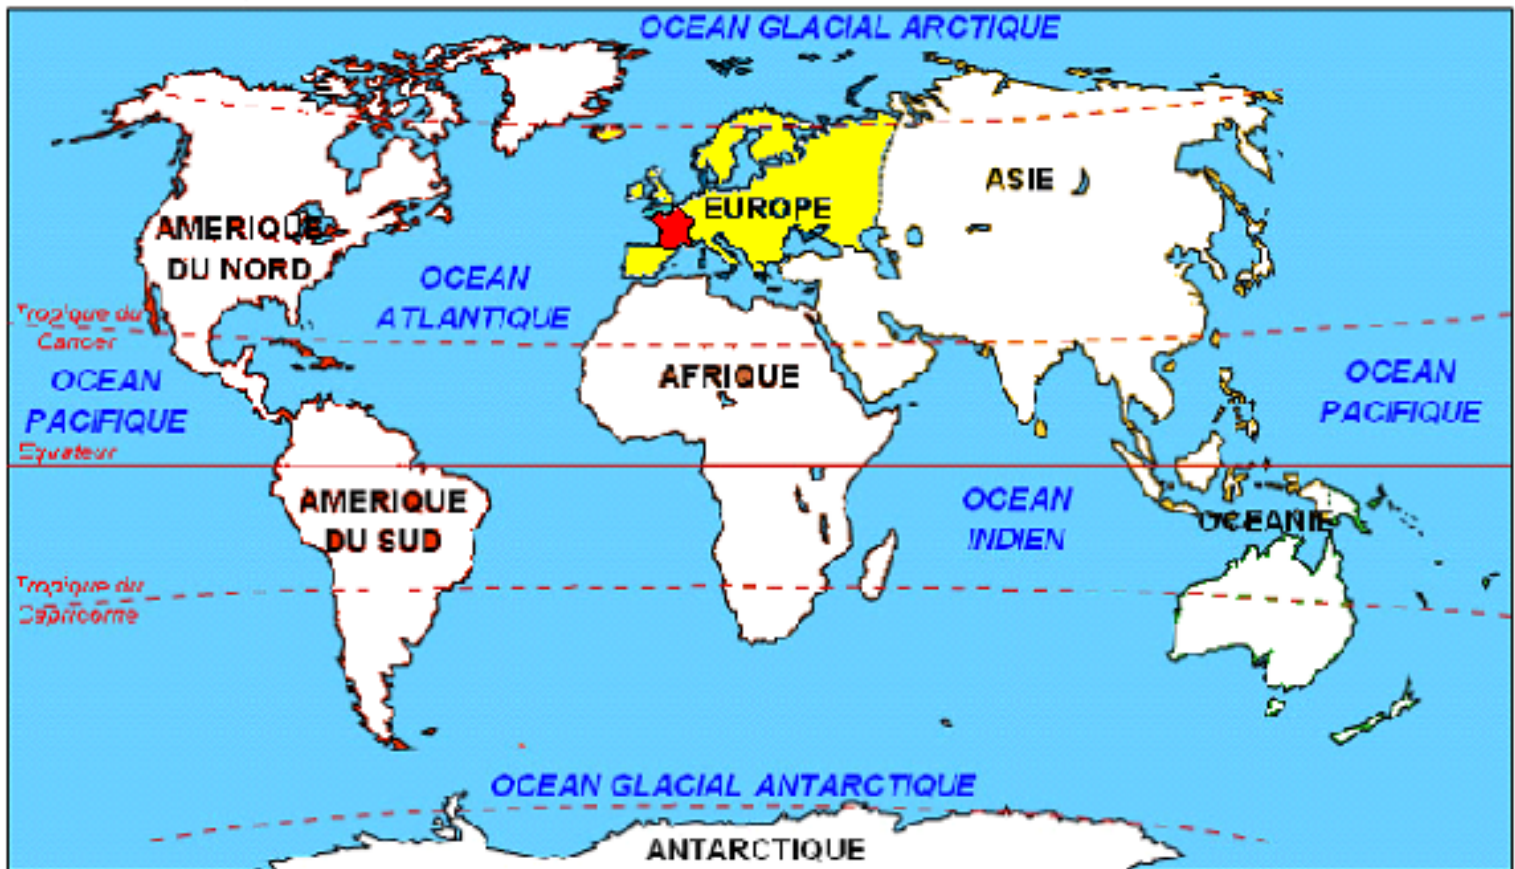 OCEAN GLACIAL ARCTIQUE
ASIE
EUROPE
AMERIQUE
DU NORD
OCEAN
ATLANTIQUE
Tropique du
Cancer
AFRIQUE
OCEAN
PACIFIQUE
OCEAN
PACIFIQUE
Equateur
AMERIQUE
DU SUD
OCEAN
INDIEN
OCEANIE
Tropique du
Capricorne
OCEAN GLACIAL ANTARCTIQUE
ANTARCTIQUE